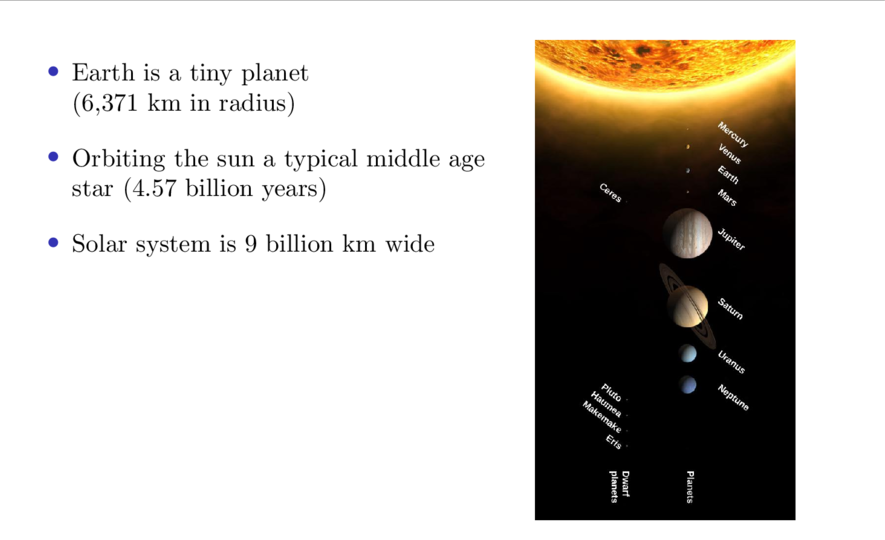 • Earth is a tiny planet
(6,371 km in radius)
• Orbiting the sun a typical middle age
star (4.57 billion years)
• Solar system is 9 billion km wide
Mercury
Venus
Earth
Mars
Ceres
Jupiter
Saturn
Uranus
Neptune
Pluto
Haumea
Makemake
Eris
Dwarf
planets
Planets